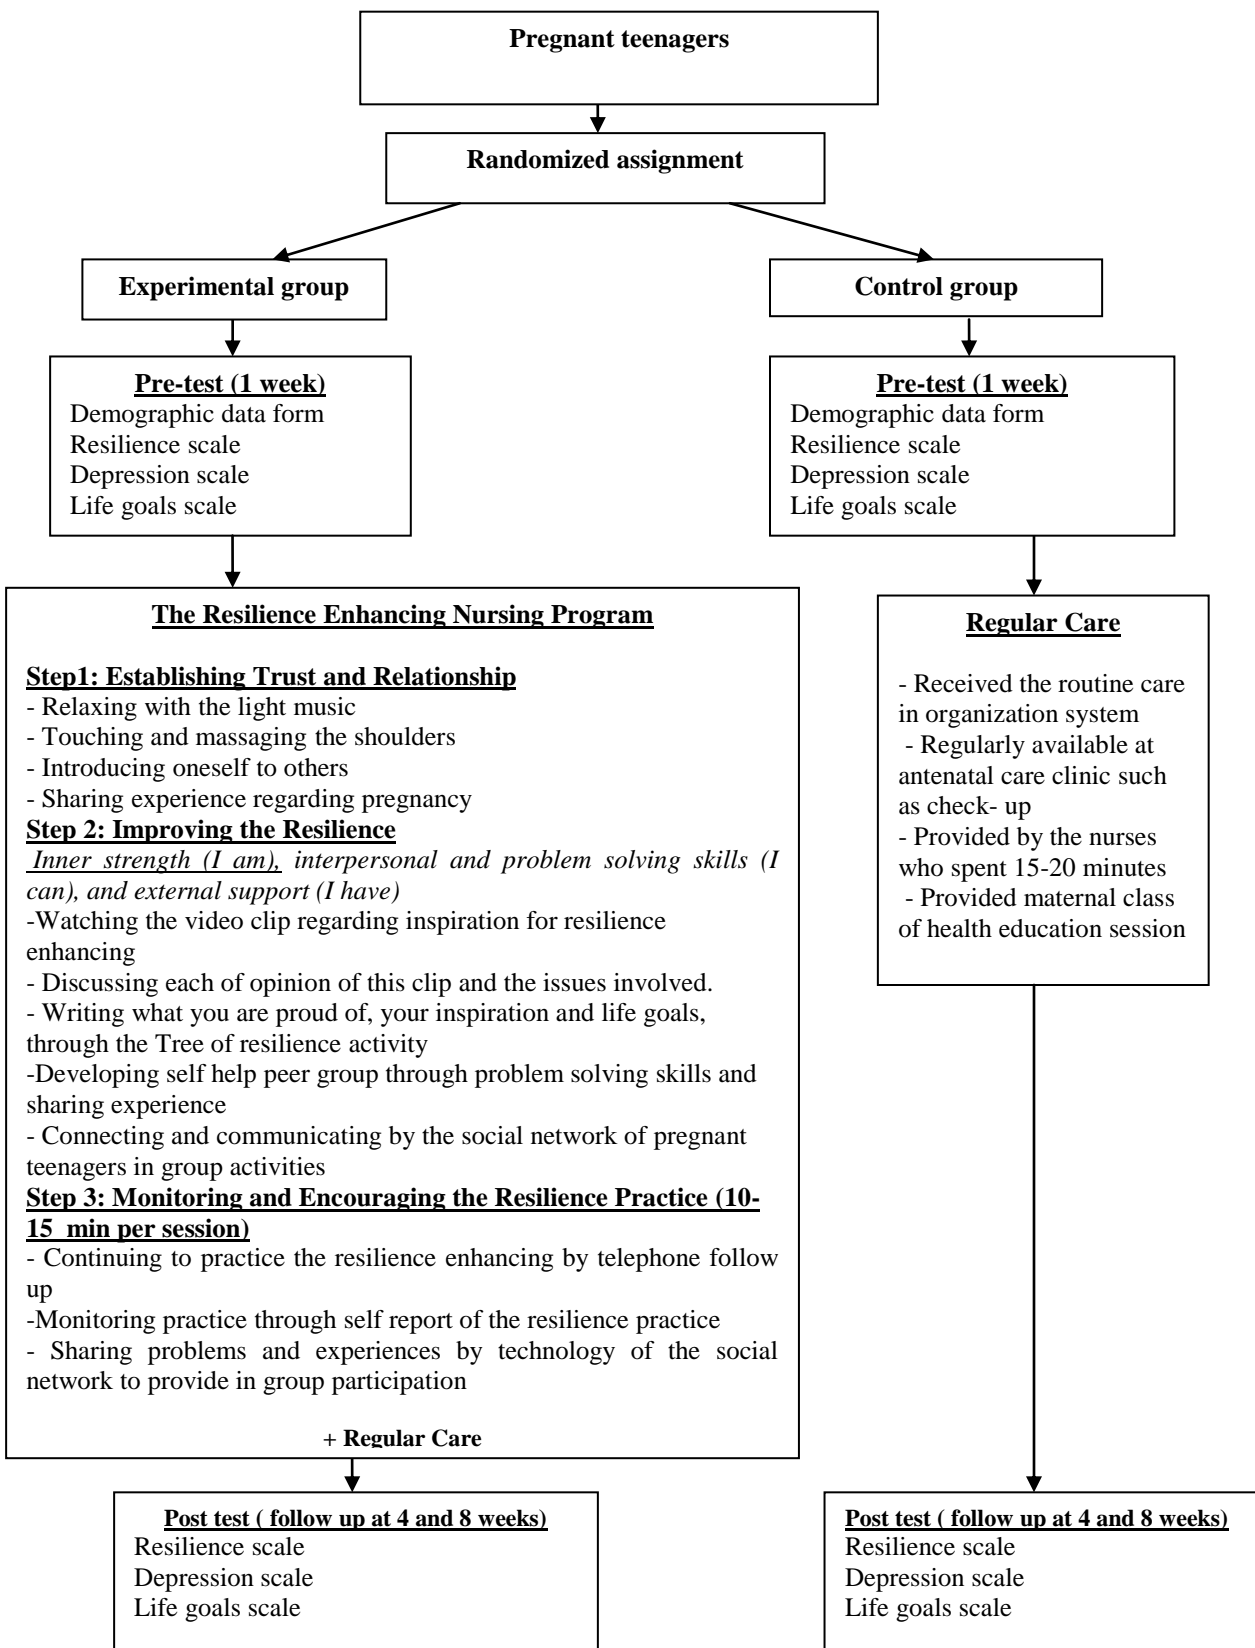 Pregnant teenagers
Randomized assignment
Experimental group
Control group
Pre-test (1 week)
Demographic data form
Resilience scale
Depression scale
Life goals scale
Pre-test (1 week)
Demographic data form
Resilience scale
Depression scale
Life goals scale
The Resilience Enhancing Nursing Program
Step1: Establishing Trust and Relationship
- Relaxing with the light music
- Touching and massaging the shoulders
- Introducing oneself to others
- Sharing experience regarding pregnancy
Step 2: Improving the Resilience
Inner strength (I am), interpersonal and problem solving skills (I
can), and external support (I have)
-Watching the video clip regarding inspiration for resilience
enhancing
- Discussing each of opinion of this clip and the issues involved.
- Writing what you are proud of, your inspiration and life goals,
through the Tree of resilience activity
-Developing self help peer group through problem solving skills and
sharing experience
- Connecting and communicating by the social network of pregnant
teenagers in group activities
Step 3: Monitoring and Encouraging the Resilience Practice (10-
15 min per session)
- Continuing to practice the resilience enhancing by telephone follow
up
-Monitoring practice through self report of the resilience practice
- Sharing problems and experiences by technology of the social
network to provide in group participation
+ Regular Care
Regular Care
- Received the routine care
in organization system
- Regularly available at
antenatal care clinic such
as check- up
- Provided by the nurses
who spent 15-20 minutes
- Provided maternal class
of health education session
Post test ( follow up at 4 and 8 weeks)
Resilience scale
Depression scale
Life goals scale
Post test ( follow up at 4 and 8 weeks)
Resilience scale
Depression scale
Life goals scale